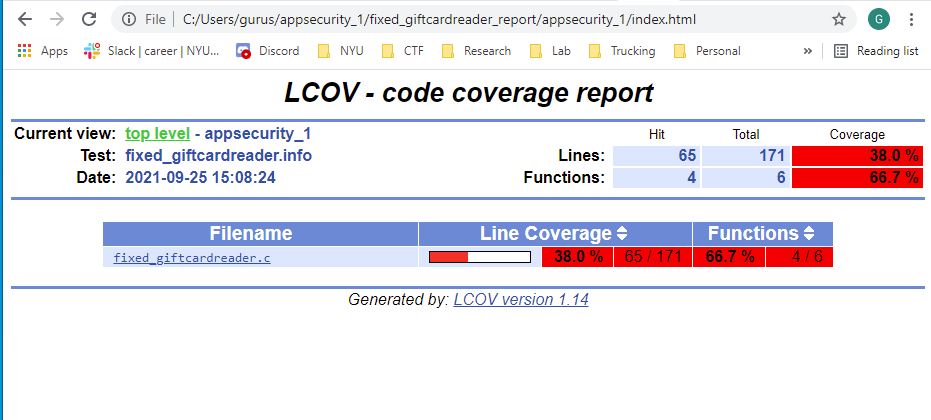 File C:/Users/gurus/appsecurity_1/fixed_giftcardreader_report/appsecurity_1/index.html G
Apps Slack | career | NYU... Discord NYU CTF Research Lab Trucking Personal » Reading list
LCOV - code coverage report
Current view: top level - appsecurity_1 Hit Total Coverage
Test: fixed_giftcardreader.info Lines: 65 171 38.0 %
Date: 2021-09-25 15:08:24 Functions: 4 6 66.7 %
Filename Line Coverage Functions
fixed_giftcardreader.c 38.0 % 65 / 171 66.7 % 4 / 6
Generated by: LCOV version 1.14